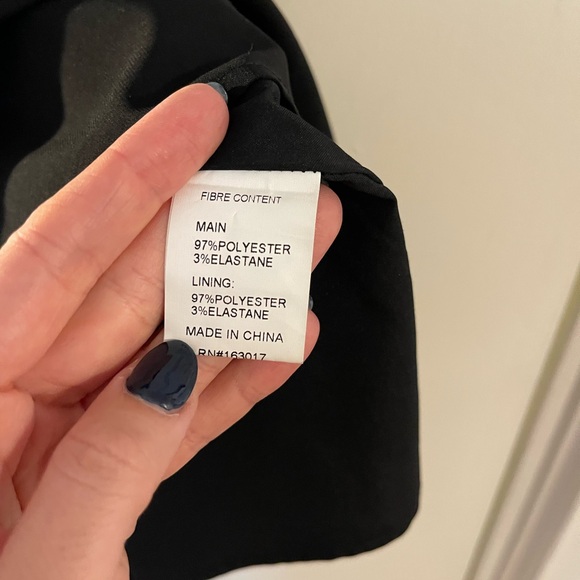 FIBRE CONTENT
MAIN
97%POLYESTER
3%ELASTANE
LINING:
97%POLYESTER
3%ELASTANE
MADE IN CHINA
RN#163017